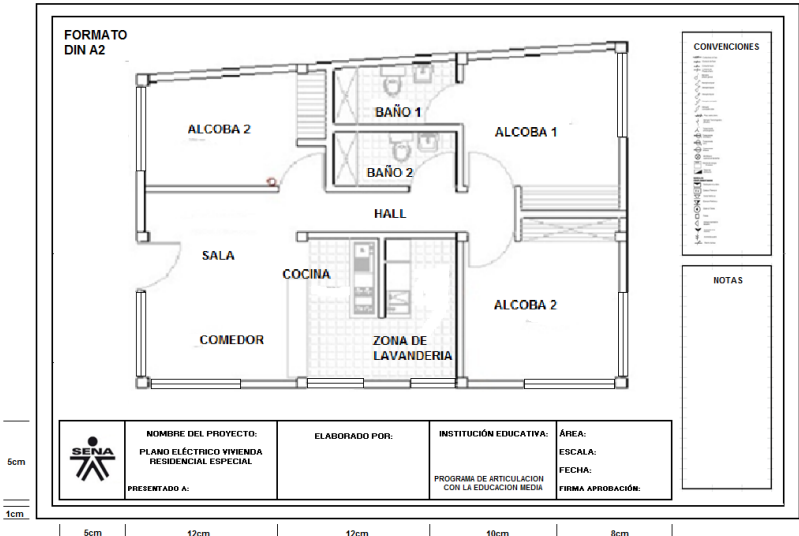 FORMATO
DIN A2
CONVENCIONES
BAÑO 1
ALCOBA 2
ALCOBA 1
BAÑO 2
HALL
SALA
COCINA
NOTAS
ALCOBA 2
COMEDOR
ZONA DE
LAVANDERIA
SENA
NOMBRE DEL PROYECTO:
PLANO ELÉCTRICO VIVIENDA
RESIDENCIAL ESPECIAL
PRESENTADO A:
ELABORADO POR:
INSTITUCIÓN EDUCATIVA:
PROGRAMA DE ARTICULACION
CON LA EDUCACION MEDIA
ÁREA:
ESCALA:
FECHA:
FIRMA APROBACIÓN:
5cm
1cm
5cm
12cm
12cm
10cm
8cm